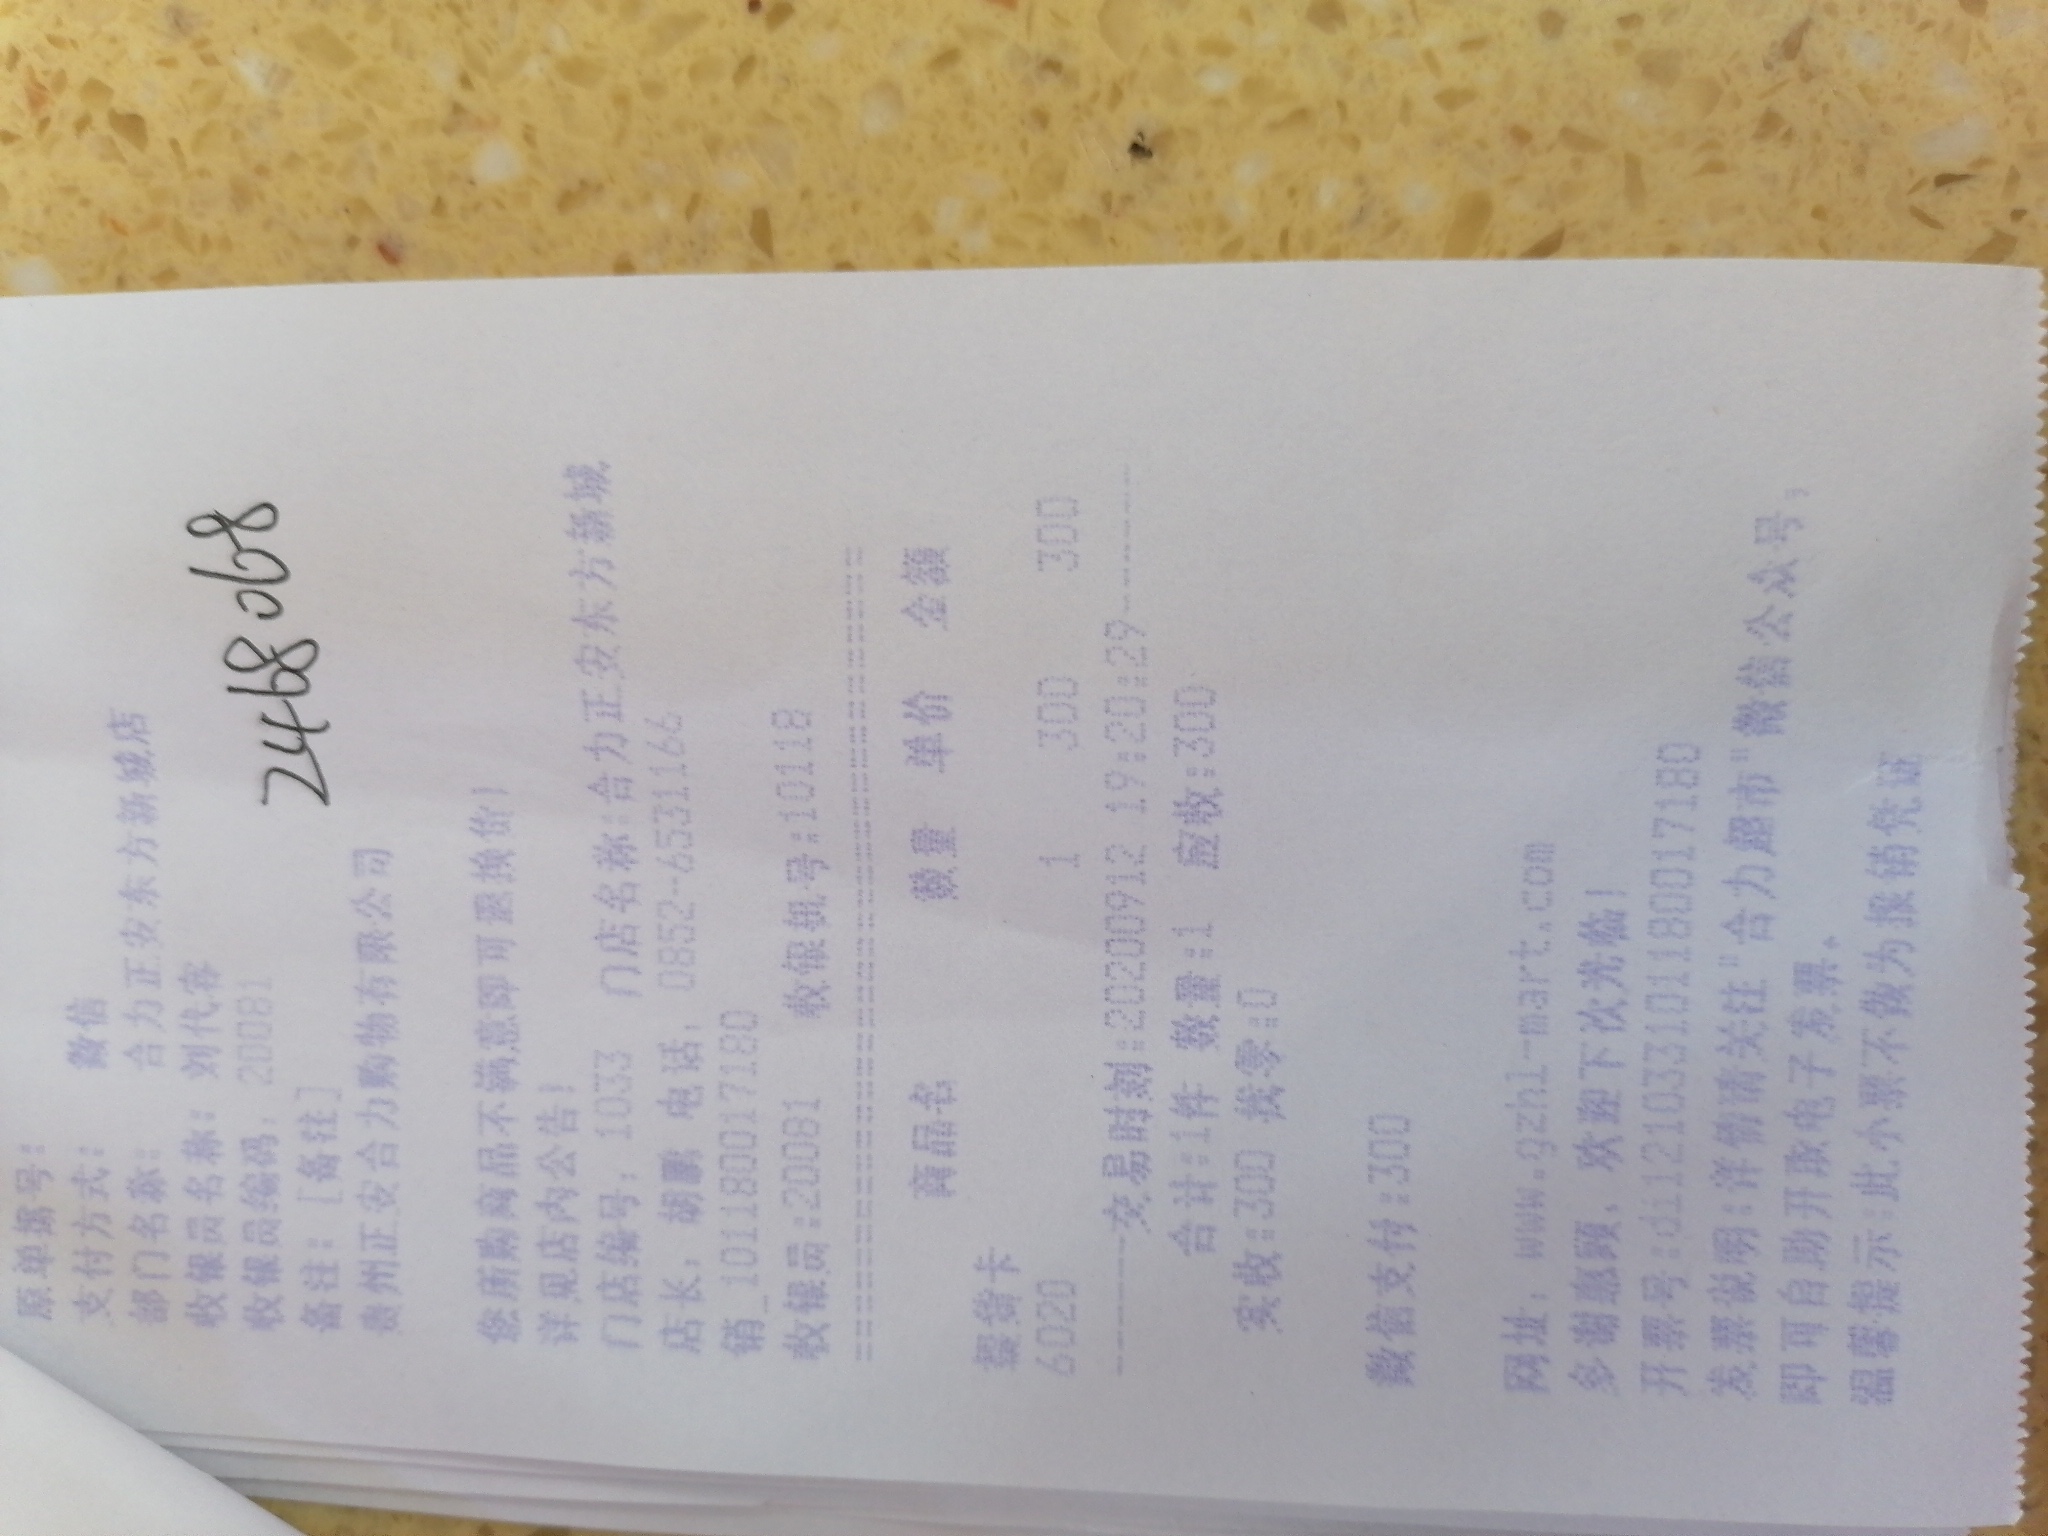 原单据号：
支付方式： 微信
部门名称： 合力正安东方新城店
收银员名称：刘代容
收银员编码：20081
2468068
备注：[备注]
贵州正安合力购物有限公司
您所购商品不满意即可退换货！
详见店内公告！
门店编号：1033 门店名称:合力正安东方新城
店长：胡鹏 电话：0852-6531166
销_1011800171​80
收银员:20081 收银机号:10118
商品名 数量 单价 金额
提货卡
6020 1 300 300
------交易时刻:20200912 19:20:29------
合计:1件 数量:1 应收:300
实收:300 找零:0
微信支付:300
网址：www.gzhl-mart.com
多谢惠顾、欢迎下次光临！
开票号:di1210331011800171​80
发票说明:详情请关注"合力超市"微信公众号，
即可自助开取电子发票。
温馨提示:此小票不做为报销凭证